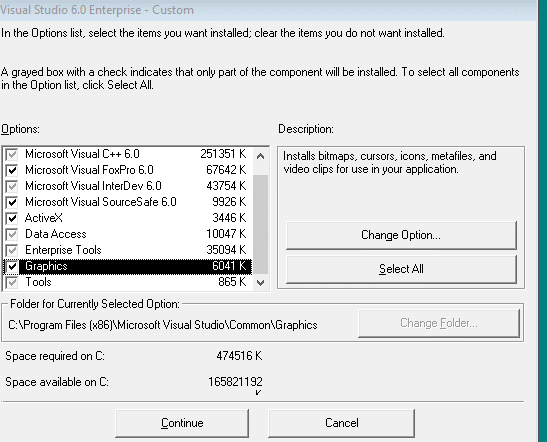 Visual Studio 6.0 Enterprise - Custom
In the Options list, select the items you want installed; clear the items you do not want installed.
A grayed box with a check indicates that only part of the component will be installed. To select all components
in the Option list, click Select All.
Options:
Description:
Microsoft Visual C++ 6.0 251351 K
Microsoft Visual FoxPro 6.0 67642 K
Microsoft Visual InterDev 6.0 43754 K
Microsoft Visual SourceSafe 6.0 9926 K
ActiveX 3446 K
Data Access 10047 K
Enterprise Tools 35094 K
Graphics 6041 K
Tools 865 K
Installs bitmaps, cursors, icons, metafiles, and
video clips for use in your application.
Change Option...
Select All
Folder for Currently Selected Option:
C:\Program Files (x86)\Microsoft Visual Studio\Common\Graphics
Change Folder...
Space required on C: 474516 K
Space available on C: 165821192
K
Continue
Cancel